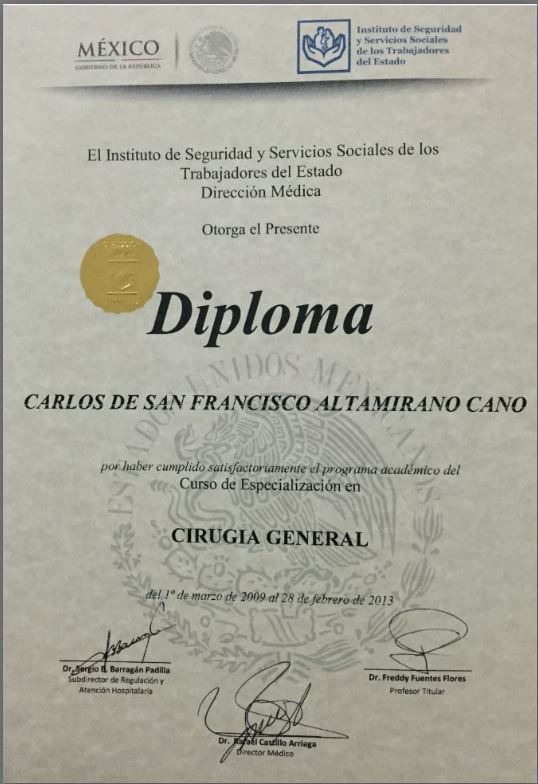 MÉXICO
GOBIERNO DE LA REPÚBLICA
Instituto de Seguridad
y Servicios Sociales
de los Trabajadores
del Estado
El Instituto de Seguridad y Servicios Sociales de los
Trabajadores del Estado
Dirección Médica
Otorga el Presente
Diploma
ESTADOS UNIDOS MEXICANOS
CARLOS DE SAN FRANCISCO ALTAMIRANO CANO
por haber cumplido satisfactoriamente el programa académico del
Curso de Especialización en
CIRUGIA GENERAL
del 1º de marzo de 2009 al 28 de febrero de 2013
Dr. Sergio B. Barragán Padilla
Subdirector de Regulación y
Atención Hospitalaria
Dr. Freddy Fuentes Flores
Profesor Titular
Dr. Rafael Castillo Arriaga
Director Médico